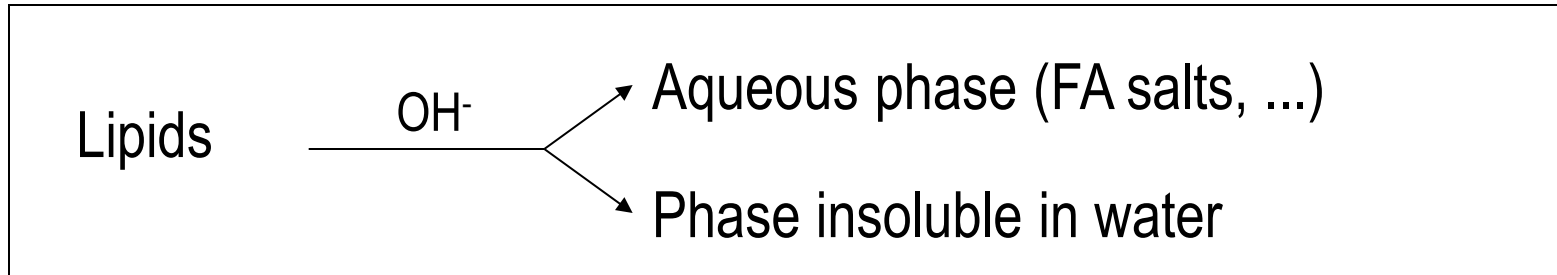 Aqueous phase (FA salts, ...)
OH-
Lipids
Phase insoluble in water